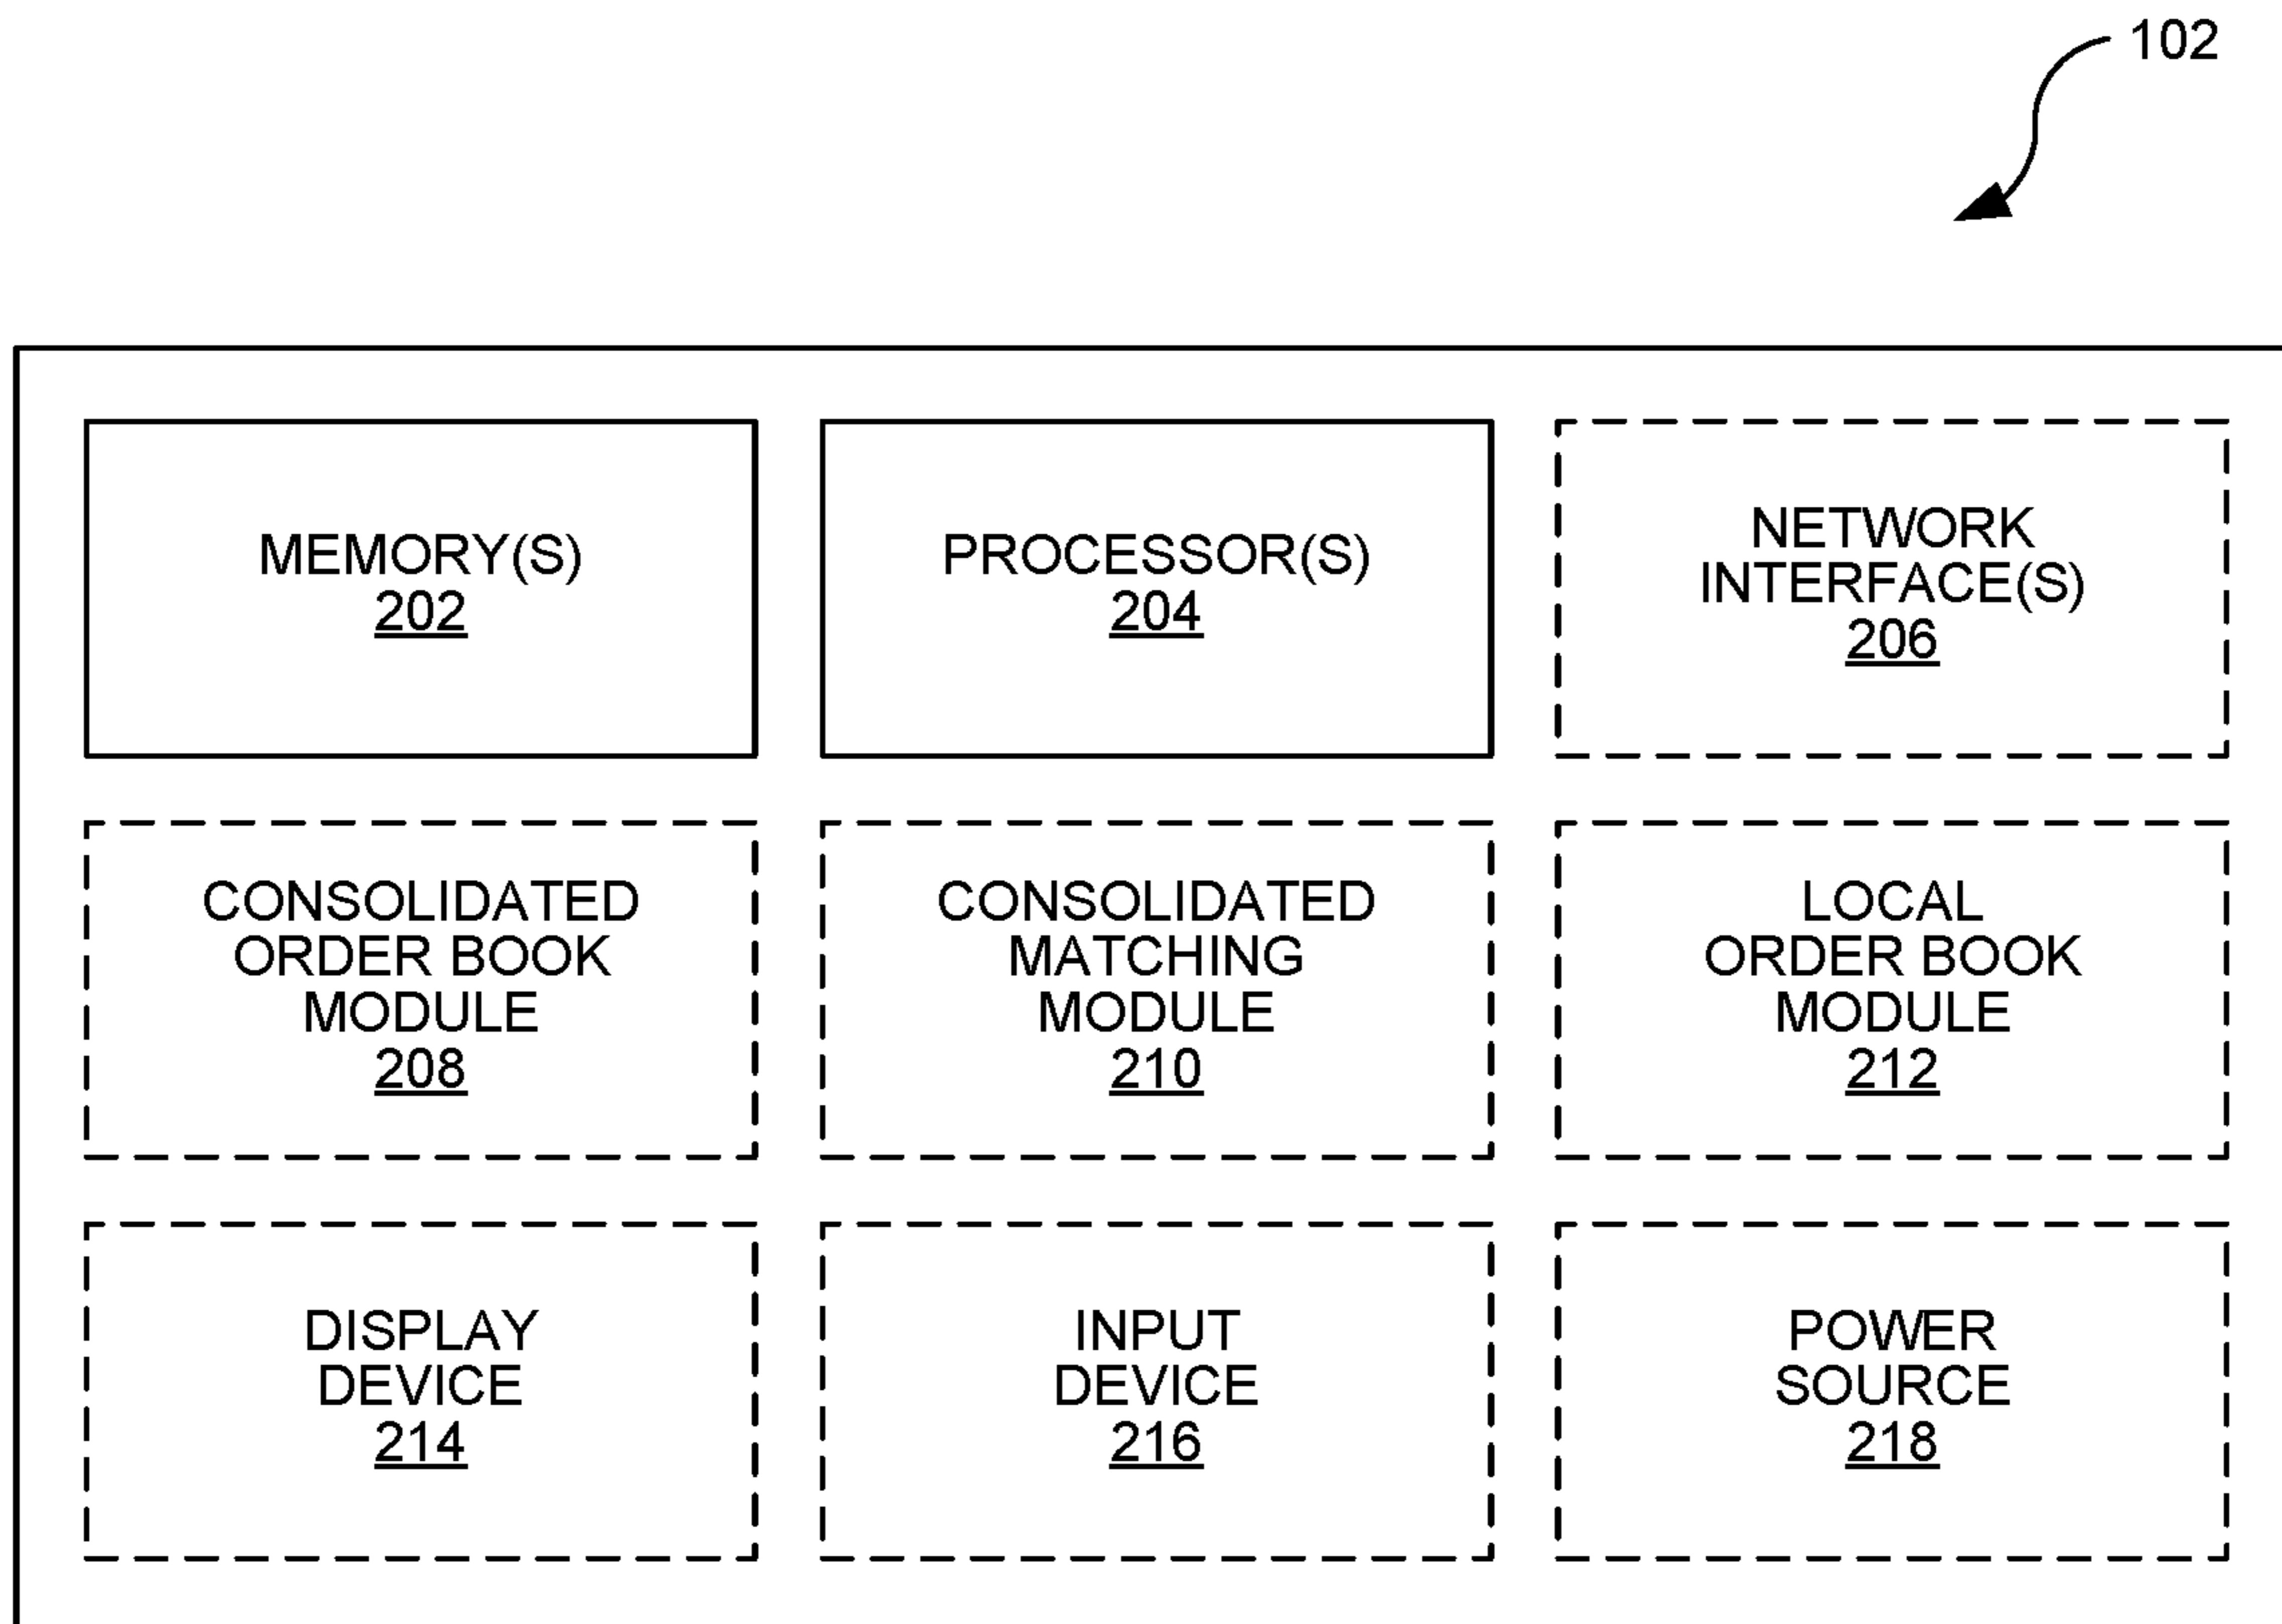 102
MEMORY(S)
202
PROCESSOR(S)
204
NETWORK
INTERFACE(S)
206
CONSOLIDATED
ORDER BOOK
MODULE
208
CONSOLIDATED
MATCHING
MODULE
210
LOCAL
ORDER BOOK
MODULE
212
DISPLAY
DEVICE
214
INPUT
DEVICE
216
POWER
SOURCE
218